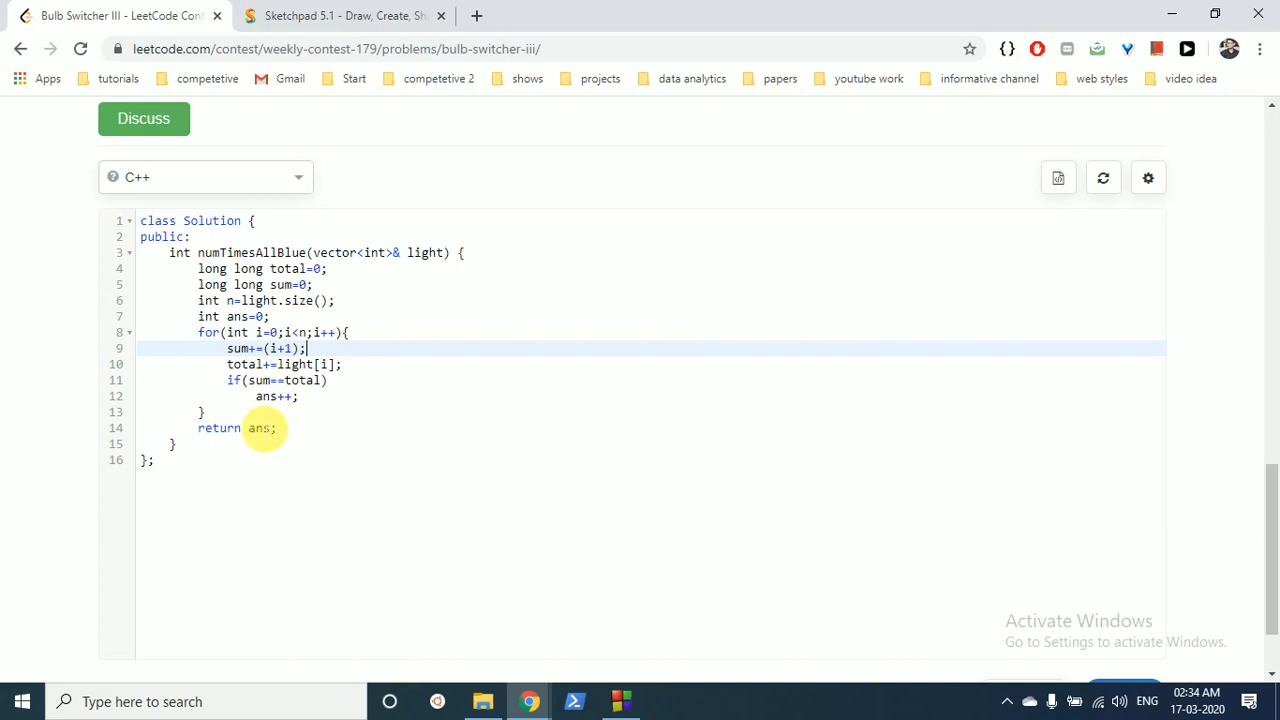 Bulb Switcher III - LeetCode Cont
Sketchpad 5.1 - Draw, Create, Sh
leetcode.com/contest/weekly-contest-179/problems/bulb-switcher-iii/
Apps tutorials competetive Gmail Start competetive 2 shows projects data analytics papers youtube work informative channel web styles video idea
Discuss
C++
1 class Solution {
2 public:
3 int numTimesAllBlue(vector<int>& light) {
4 long long total=0;
5 long long sum=0;
6 int n=light.size();
7 int ans=0;
8 for(int i=0;i<n;i++){
9 sum+=(i+1);
10 total+=light[i];
11 if(sum==total)
12 ans++;
13 }
14 return ans;
15 }
16 };
Activate Windows
Go to Settings to activate Windows.
Type here to search
ENG
02:34 AM
17-03-2020